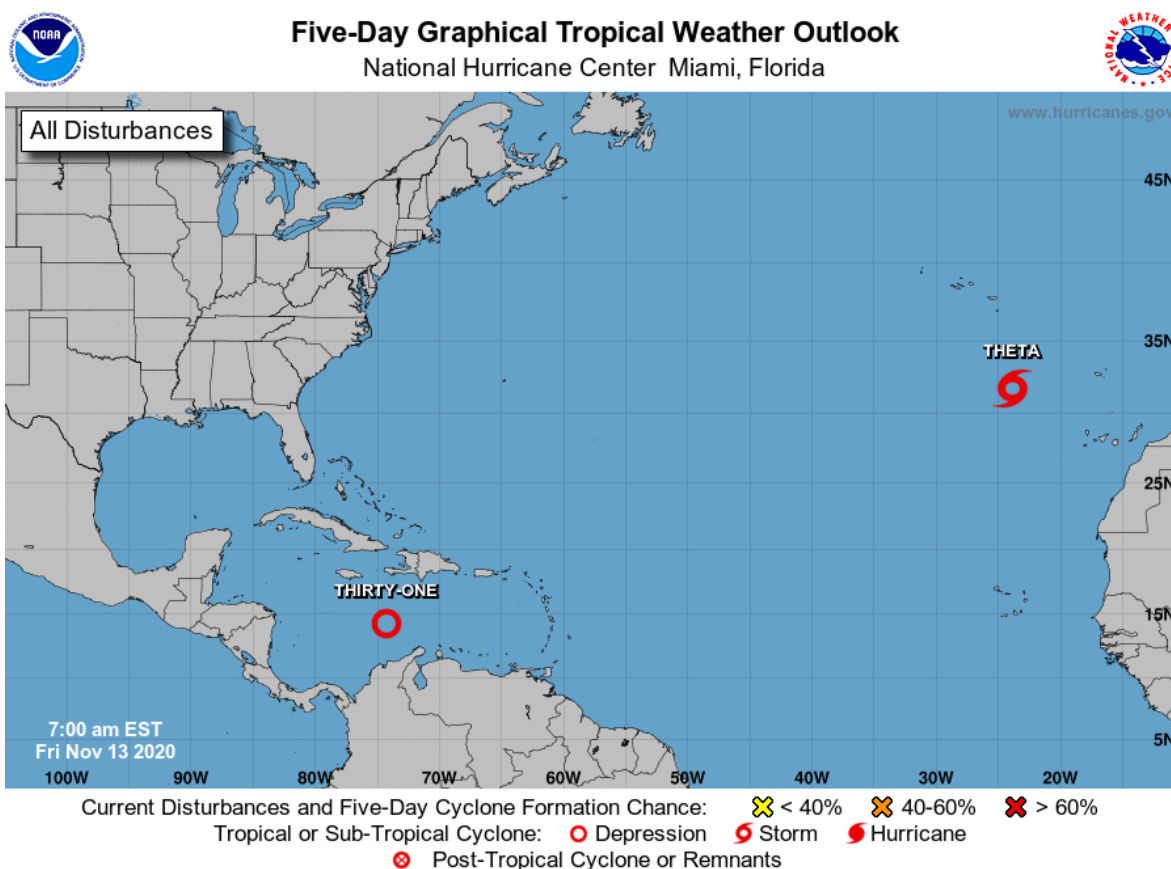 Five-Day Graphical Tropical Weather Outlook
National Hurricane Center Miami, Florida
NOAA
All Disturbances
www.hurricanes.gov
45N
35N
THETA
25N
THIRTY-ONE
15N
7:00 am EST
Fri Nov 13 2020
5N
100W 90W 80W 70W 60W 50W 40W 30W 20W
Current Disturbances and Five-Day Cyclone Formation Chance: < 40% 40-60% > 60%
Tropical or Sub-Tropical Cyclone: Depression Storm Hurricane
Post-Tropical Cyclone or Remnants